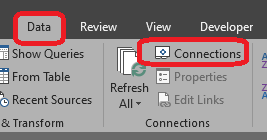 Data Review View Developer
Show Queries
From Table
Recent Sources
& Transform
Refresh
All
Connections
Properties
Edit Links
Connections